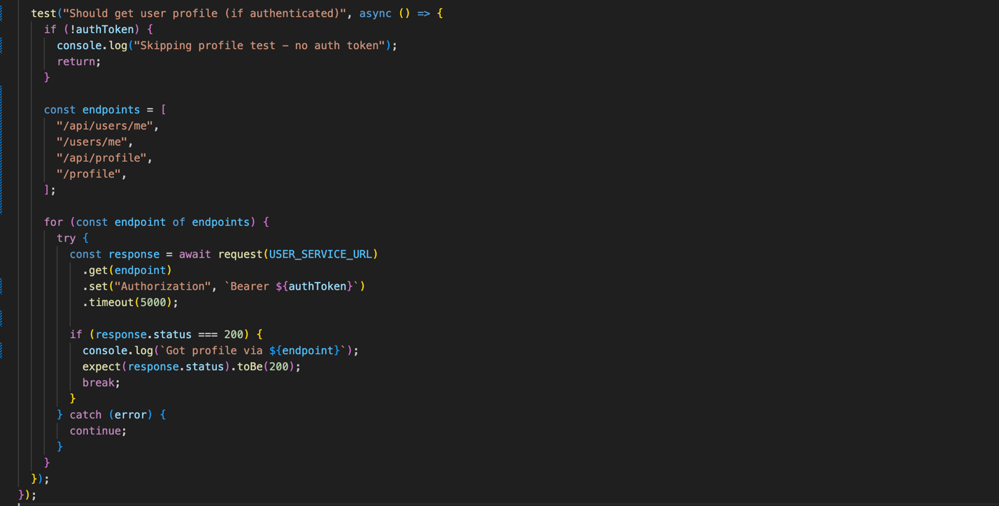 test("Should get user profile (if authenticated)", async () => {
if (!authToken) {
console.log("Skipping profile test – no auth token");
return;
}
const endpoints = [
"/api/users/me",
"/users/me",
"/api/profile",
"/profile",
];
for (const endpoint of endpoints) {
try {
const response = await request(USER_SERVICE_URL)
.get(endpoint)
.set("Authorization", `Bearer ${authToken}`)
.timeout(5000);
if (response.status === 200) {
console.log(`Got profile via ${endpoint}`);
expect(response.status).toBe(200);
break;
}
} catch (error) {
continue;
}
}
});
});